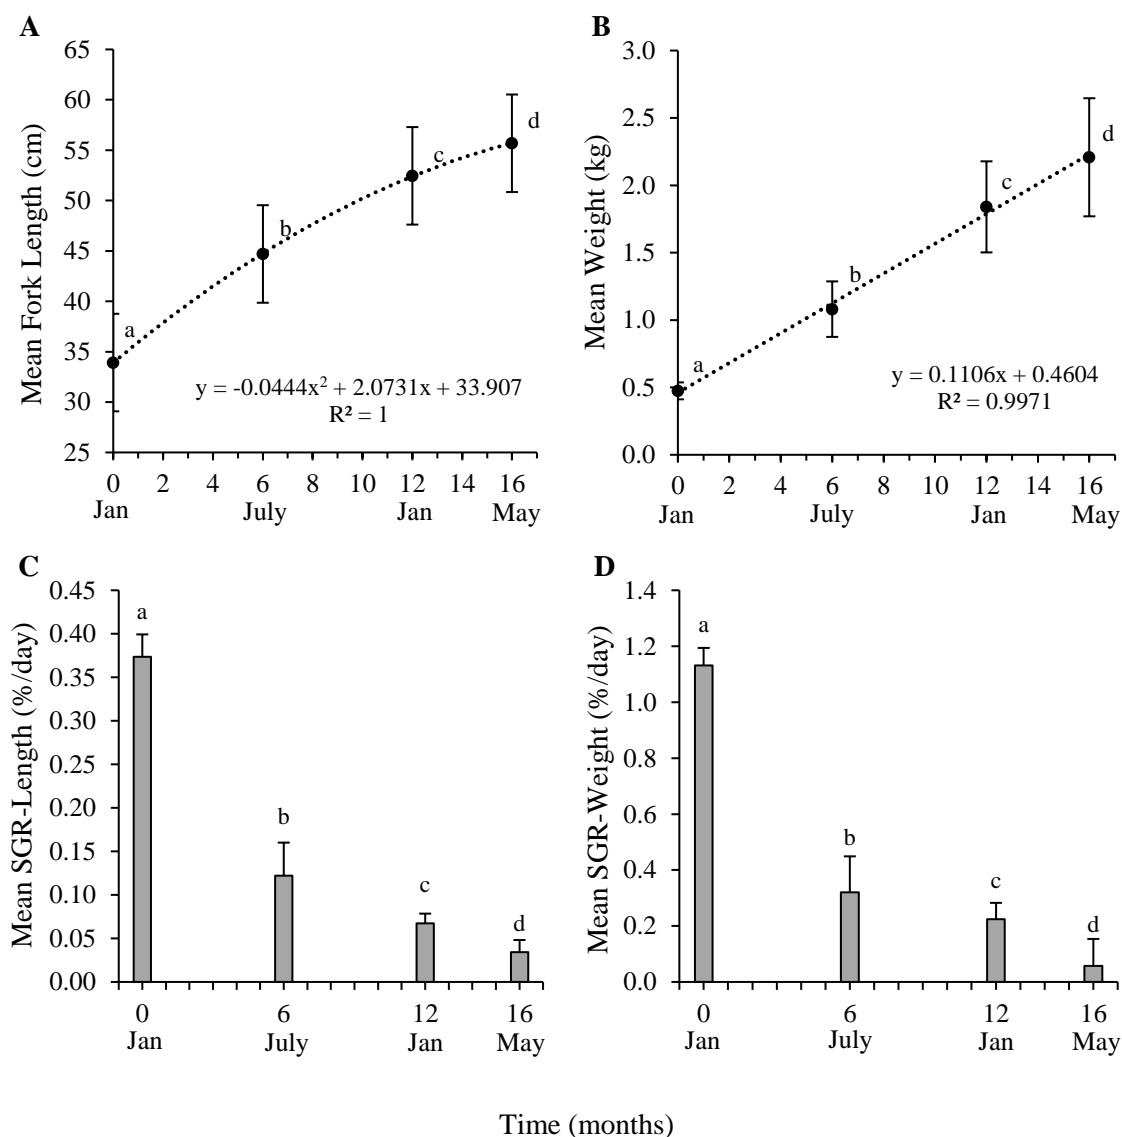 A
Mean Fork Length (cm)
65
60
55
50
45
40
35
30
25
a
b
c
d
y = -0.0444x² + 2.0731x + 33.907
R² = 1
0 2 4 6 8 10 12 14 16
Jan July Jan May
B
Mean Weight (kg)
3.0
2.5
2.0
1.5
1.0
0.5
0.0
a
b
c
d
y = 0.1106x + 0.4604
R² = 0.9971
0 2 4 6 8 10 12 14 16
Jan July Jan May
C
Mean SGR-Length (%/day)
0.45
0.40
0.35
0.30
0.25
0.20
0.15
0.10
0.05
0.00
a
b
c
d
0 6 12 16
Jan July Jan May
D
Mean SGR-Weight (%/day)
1.4
1.2
1.0
0.8
0.6
0.4
0.2
0.0
a
b
c
d
0 6 12 16
Jan July Jan May
Time (months)